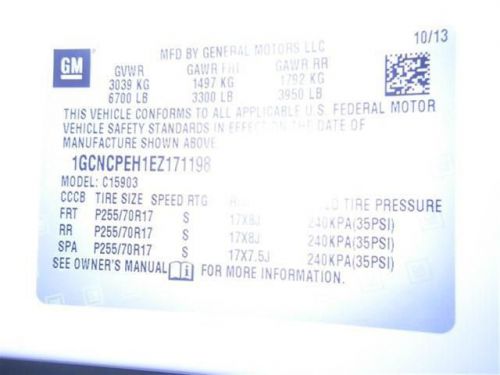 10/13
MFD BY GENERAL MOTORS LLC
GM
GVWR GAWR FRT GAWR RR
3039 KG 1497 KG 1792 KG
6700 LB 3300 LB 3950 LB
THIS VEHICLE CONFORMS TO ALL APPLICABLE U.S. FEDERAL MOTOR
VEHICLE SAFETY STANDARDS IN EFFECT ON THE DATE OF
MANUFACTURE SHOWN ABOVE.
1GCNCPEH1EZ171198
MODEL: C15903
CCCB TIRE SIZE SPEED RTG TIRE PRESSURE
FRT P255/70R17 S 17X8J 240KPA(35PSI)
RR P255/70R17 S 17X8J 240KPA(35PSI)
SPA P255/70R17 S 17X7.5J 240KPA(35PSI)
SEE OWNER'S MANUAL FOR MORE INFORMATION.